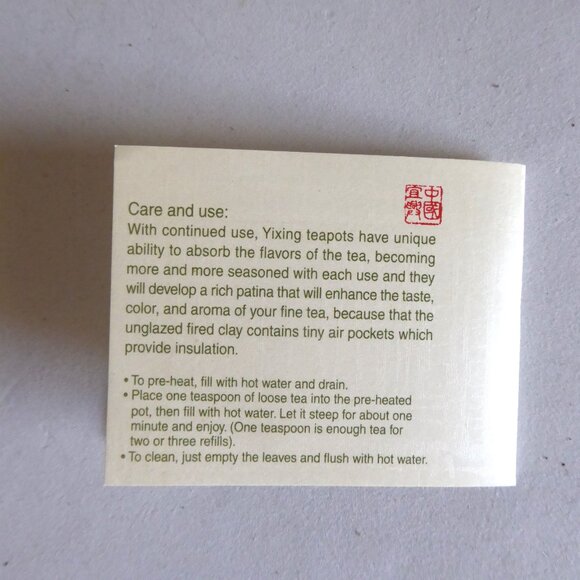 中國
宜興
Care and use:
With continued use, Yixing teapots have unique
ability to absorb the flavors of the tea, becoming
more and more seasoned with each use and they
will develop a rich patina that will enhance the taste,
color, and aroma of your fine tea, because that the
unglazed fired clay contains tiny air pockets which
provide insulation.
• To pre-heat, fill with hot water and drain.
• Place one teaspoon of loose tea into the pre-heated
pot, then fill with hot water. Let it steep for about one
minute and enjoy. (One teaspoon is enough tea for
two or three refills).
• To clean, just empty the leaves and flush with hot water.